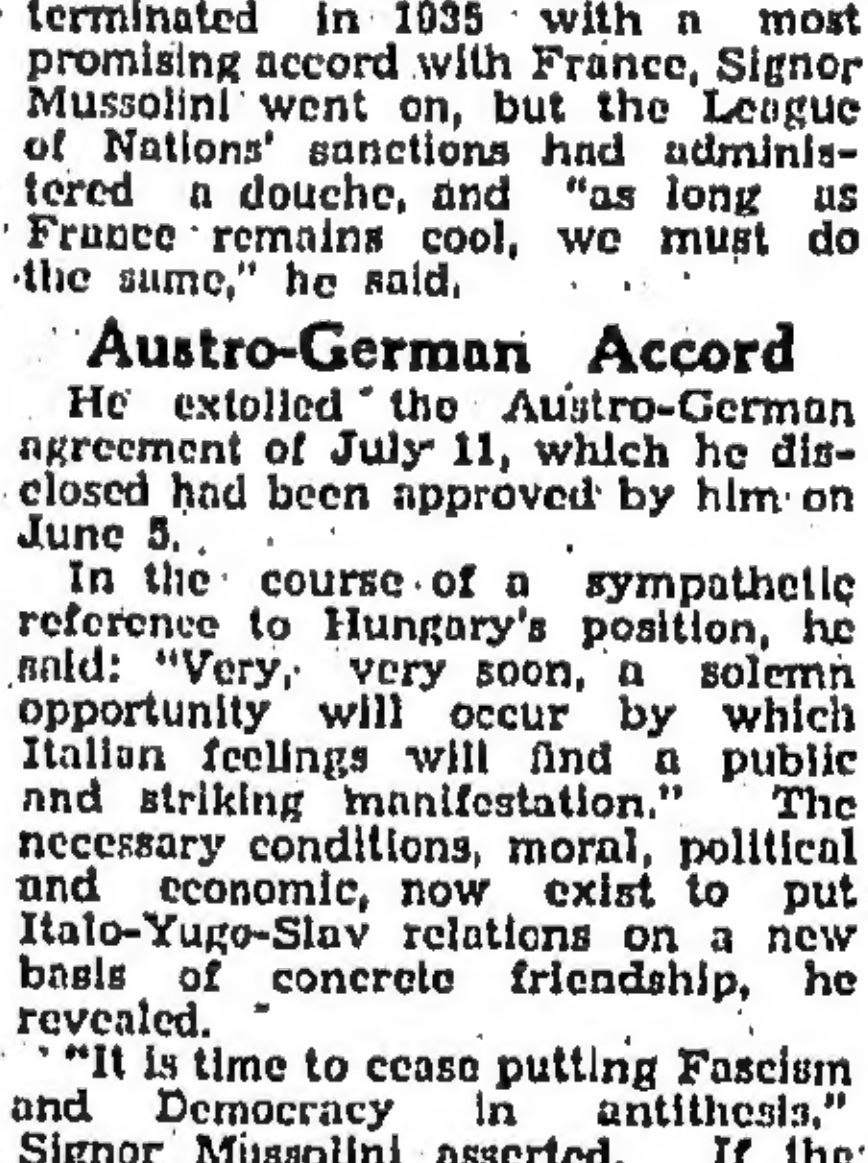 terminated in 1935 with a most
promising accord with France, Signor
Mussolini went on, but the League
of Nations' sanctions had adminis-
tered a douche, and "as long as
France remains cool, we must do
the same," he said.
Austro-German Accord
He extolled the Austro-German
agreement of July 11, which he dis-
closed had been approved by him on
June 5.
In the course of a sympathetic
reference to Hungary's position, he
said: "Very, very soon, a solemn
opportunity will occur by which
Italian feelings will find a public
and striking manifestation." The
necessary conditions, moral, political
and economic, now exist to put
Italo-Yugo-Slav relations on a new
basis of concrete friendship, he
revealed.
"It is time to cease putting Fascism
and Democracy in antithesis,"
Signor Mussolini asserted. If the